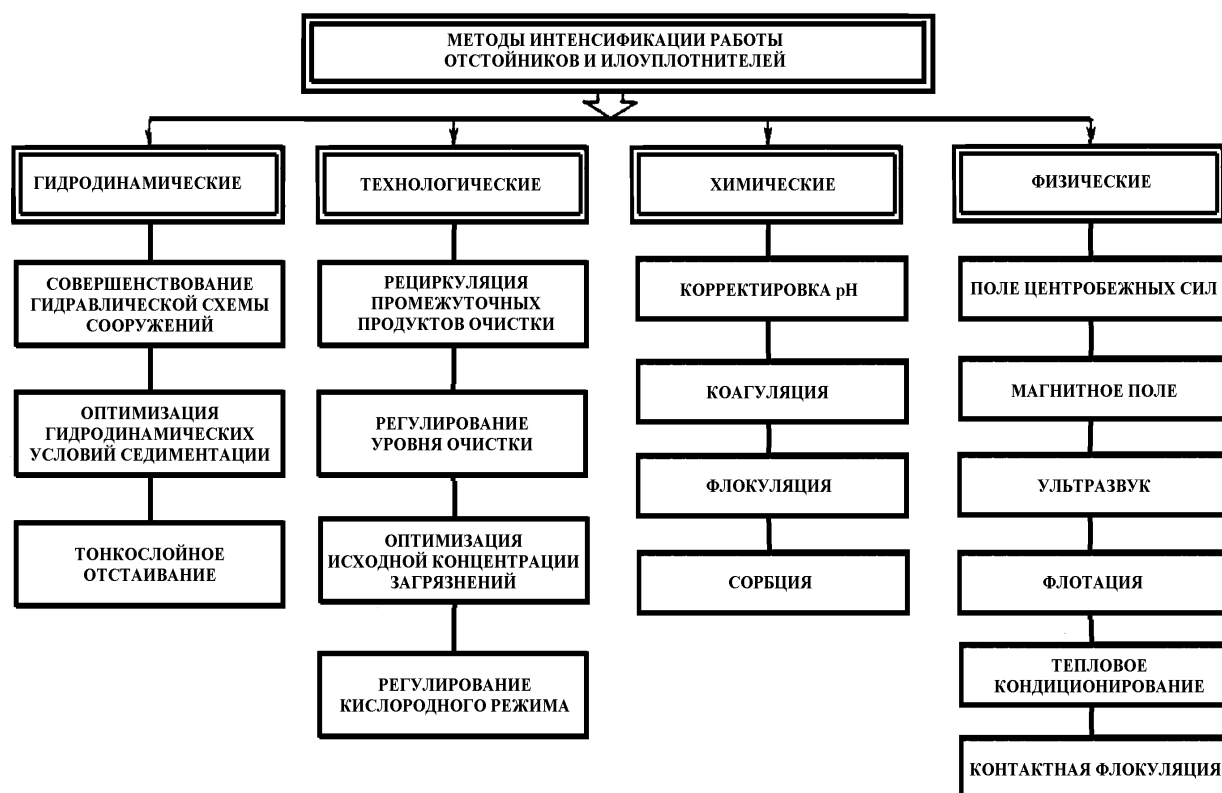 МЕТОДЫ ИНТЕНСИФИКАЦИИ РАБОТЫ
ОТСТОЙНИКОВ И ИЛОУПЛОТНИТЕЛЕЙ
ГИДРОДИНАМИЧЕСКИЕ
СОВЕРШЕНСТВОВАНИЕ
ГИДРАВЛИЧЕСКОЙ СХЕМЫ
СООРУЖЕНИЙ
ОПТИМИЗАЦИЯ
ГИДРОДИНАМИЧЕСКИХ
УСЛОВИЙ СЕДИМЕНТАЦИИ
ТОНКОСЛОЙНОЕ
ОТСТАИВАНИЕ
ТЕХНОЛОГИЧЕСКИЕ
РЕЦИРКУЛЯЦИЯ
ПРОМЕЖУТОЧНЫХ
ПРОДУКТОВ ОЧИСТКИ
РЕГУЛИРОВАНИЕ
УРОВНЯ ОЧИСТКИ
ОПТИМИЗАЦИЯ
ИСХОДНОЙ КОНЦЕНТРАЦИИ
ЗАГРЯЗНЕНИЙ
РЕГУЛИРОВАНИЕ
КИСЛОРОДНОГО РЕЖИМА
ХИМИЧЕСКИЕ
КОРРЕКТИРОВКА pH
КОАГУЛЯЦИЯ
ФЛОКУЛЯЦИЯ
СОРБЦИЯ
ФИЗИЧЕСКИЕ
ПОЛЕ ЦЕНТРОБЕЖНЫХ СИЛ
МАГНИТНОЕ ПОЛЕ
УЛЬТРАЗВУК
ФЛОТАЦИЯ
ТЕПЛОВОЕ
КОНДИЦИОНИРОВАНИЕ
КОНТАКТНАЯ ФЛОКУЛЯЦИЯ